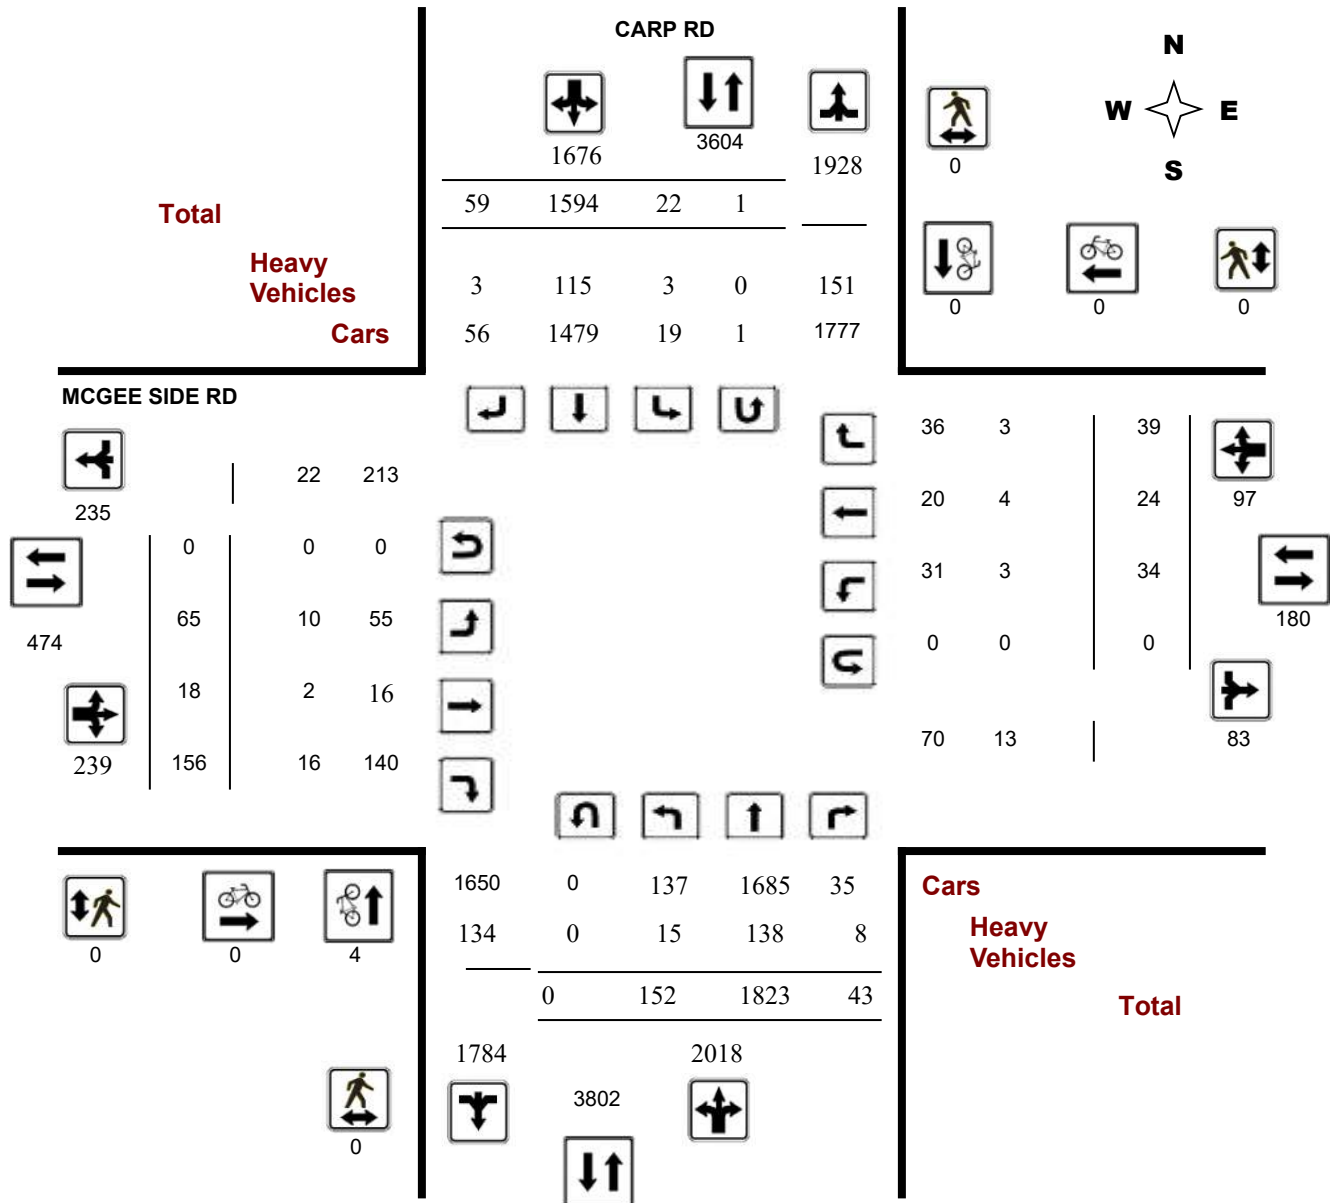 CARP RD
N
W E
S
1676 3604 1928
0
59 1594 22 1
Total
Heavy
Vehicles
3 115 3 0 151
0 0 0
Cars
56 1479 19 1 1777
MCGEE SIDE RD
36 3 39
22 213
235
20 4 24 97
0 0 0
31 3 34
65 10 55
180
474
0 0 0
18 2 16
70 13 83
239 156 16 140
1650 0 137 1685 35
Cars
134 0 15 138 8
Heavy
Vehicles
0 0 4
0 152 1823 43
Total
1784 2018
3802
0